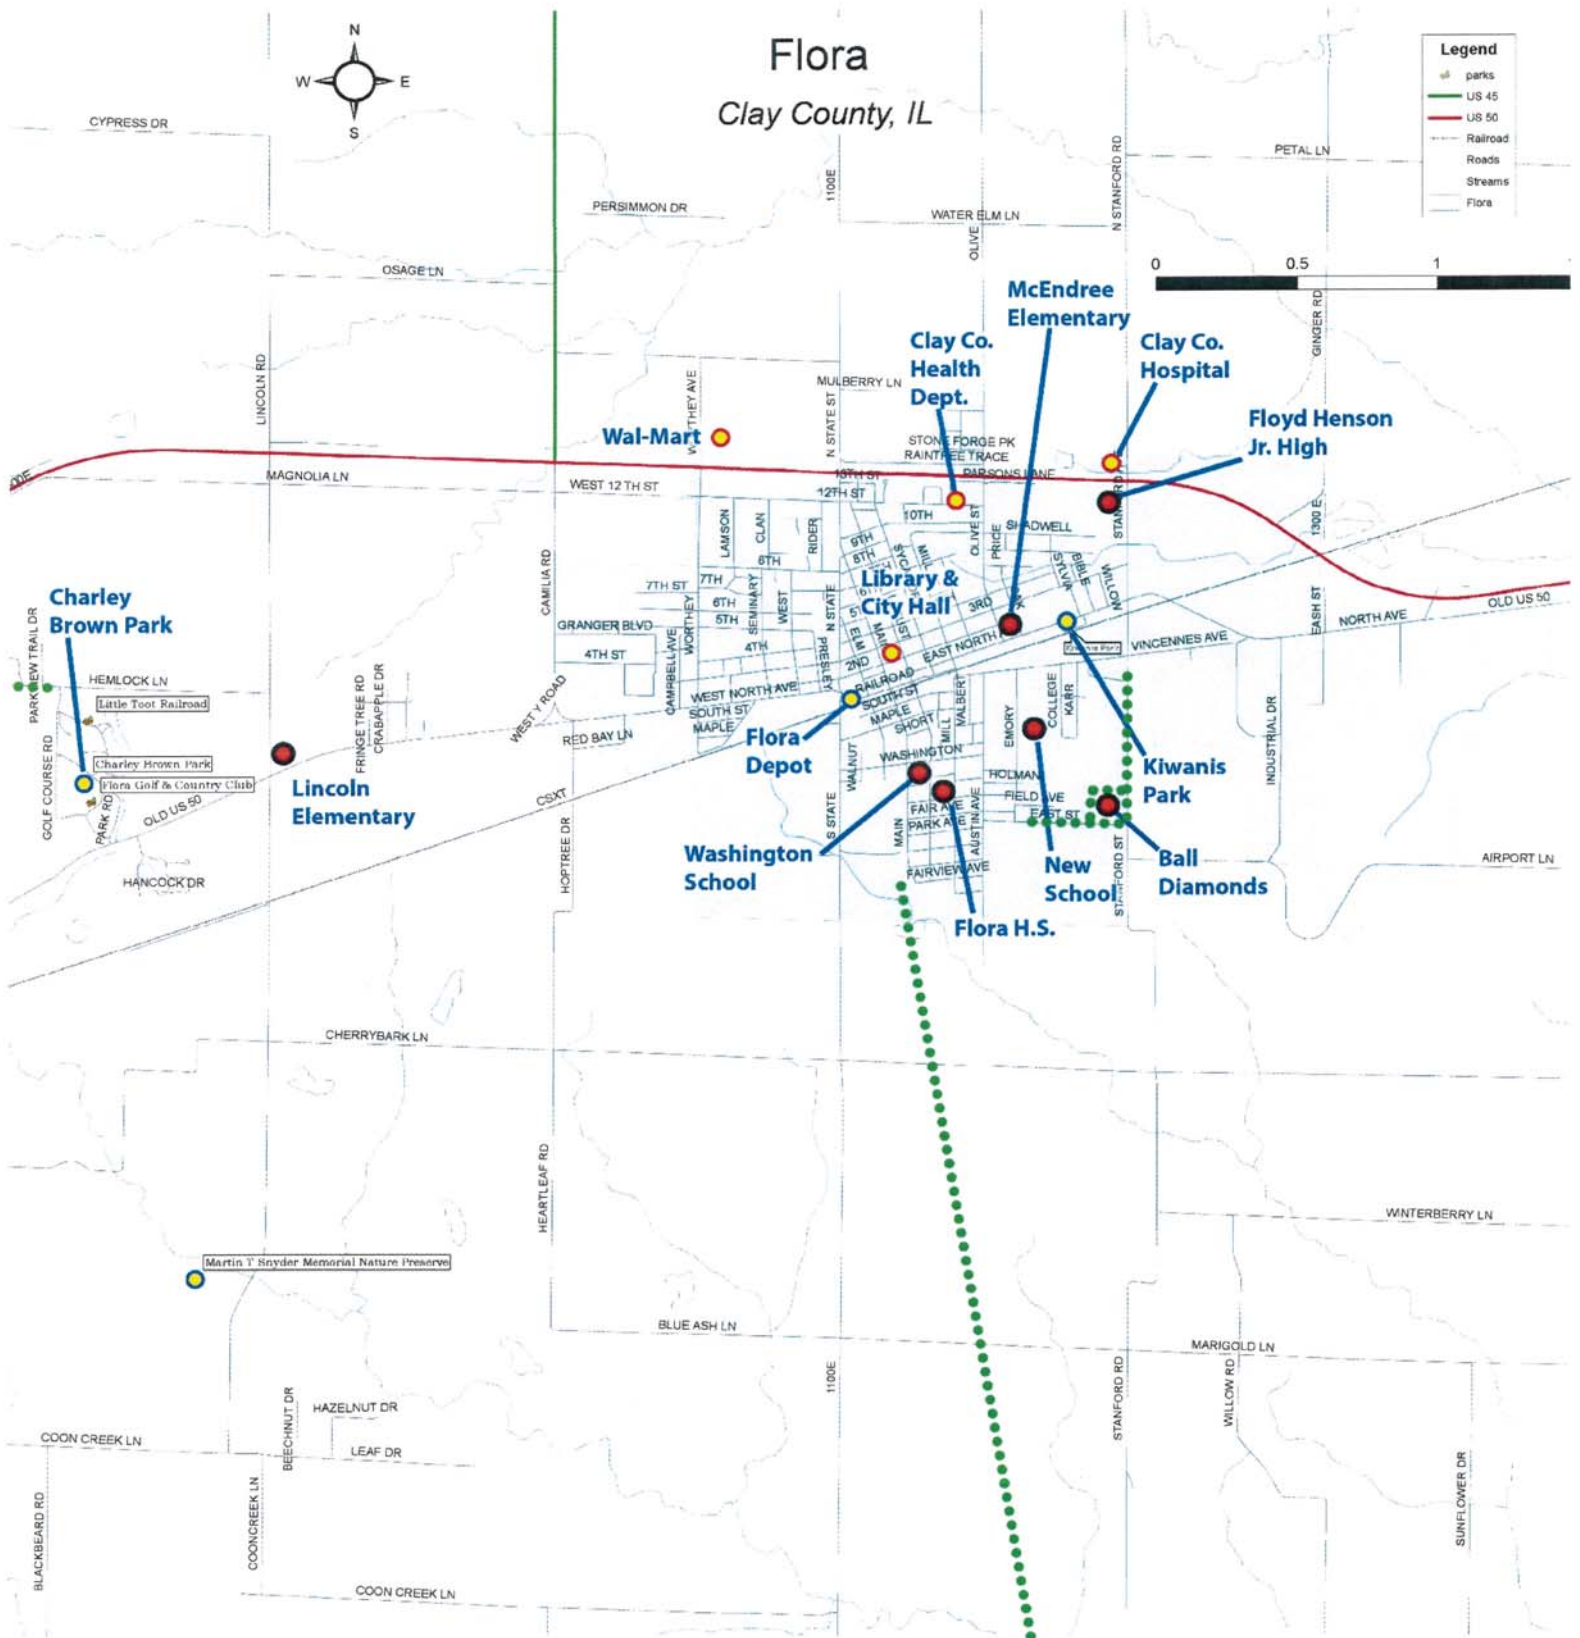 Flora
Clay County, IL
N
W
E
S
Legend
parks
US 45
US 50
Railroad
Roads
Streams
Flora
0
0.5
1
CYPRESS DR
PERSIMMON DR
1100E
WATER ELM LN
OLIVE
N STANFORD RD
PETAL LN
OSAGE LN
LINCOLN RD
GINGER RD
McEndree
Elementary
Clay Co.
Health
Dept.
Clay Co.
Hospital
Floyd Henson
Jr. High
MULBERRY LN
N STATE ST
Wal-Mart
STONE FORGE PK
RAINTREE TRACE
PARSONS LANE
MAGNOLIA LN
WEST 12 TH ST
13TH ST
12TH ST
10TH
OLIVE ST
PRICE
SHADWELL
1300 E
LAMSON
CLAN
RIDER
9TH
8TH
MILL
SYLVIA
BIBLE
WILLOW
CAMILIA RD
6TH
7TH ST
7TH
6TH
5TH
WORTHEY
SEMINARY
WEST
N STATE
Library &
City Hall
3RD
ELM
EASH ST
NORTH AVE
OLD US 50
Charley
Brown Park
GRANGER BLVD
4TH ST
4TH
CAMPBELL AVE
PRESLEY
2ND
EAST NORTH
Kiwanis Park
VINCENNES AVE
PARKVIEW TRAIL DR
HEMLOCK LN
Little Toot Railroad
FRINGE TREE RD
CRABAPPLE DR
WEST Y ROAD
WEST NORTH AVE
SOUTH ST
MAPLE
RAILROAD
SOUTH ST
MAPLE
SHORT
MILL
EMORY
COLLEGE
KARR
INDUSTRIAL DR
RED BAY LN
Flora
Depot
WALNUT
WASHINGTON
HOLMAN
Kiwanis
Park
GOLF COURSE RD
Charley Brown Park
Flora Golf & Country Club
PARK RD
OLD US 50
Lincoln
Elementary
CSXT
HOPTREE DR
S STATE
MAIN
FAIR AVE
PARK AVE
AUSTIN AVE
FIELD AVE
EAST ST
HANCOCK DR
Washington
School
FAIRVIEW AVE
New
School
STANFORD ST
Ball
Diamonds
AIRPORT LN
Flora H.S.
CHERRYBARK LN
HEARTLEAF RD
WINTERBERRY LN
Martin T Snyder Memorial Nature Preserve
BLUE ASH LN
MARIGOLD LN
1100E
STANFORD RD
WILLOW RD
BEECHNUT DR
HAZELNUT DR
COON CREEK LN
LEAF DR
BLACKBEARD RD
COONCREEK LN
SUNFLOWER DR
COON CREEK LN